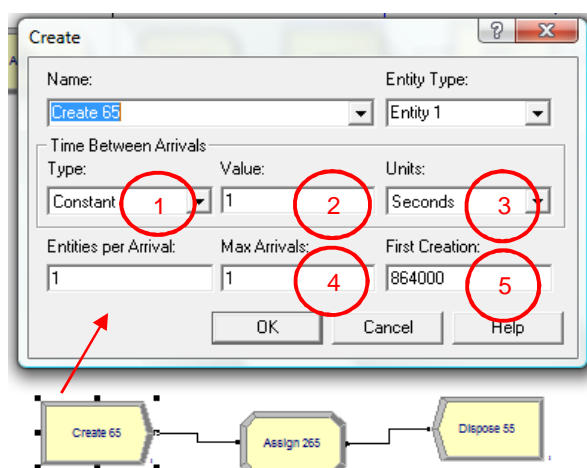 A
Create
?
X
Name:
Entity Type:
Create 65
Entity 1
Time Between Arrivals
Type:
Value:
Units:
Constant
1
1
2
Seconds
3
Entities per Arrival:
Max Arrivals:
First Creation:
1
1
4
864000
5
OK
Cancel
Help
Create 65
Assign 265
Dispose 55